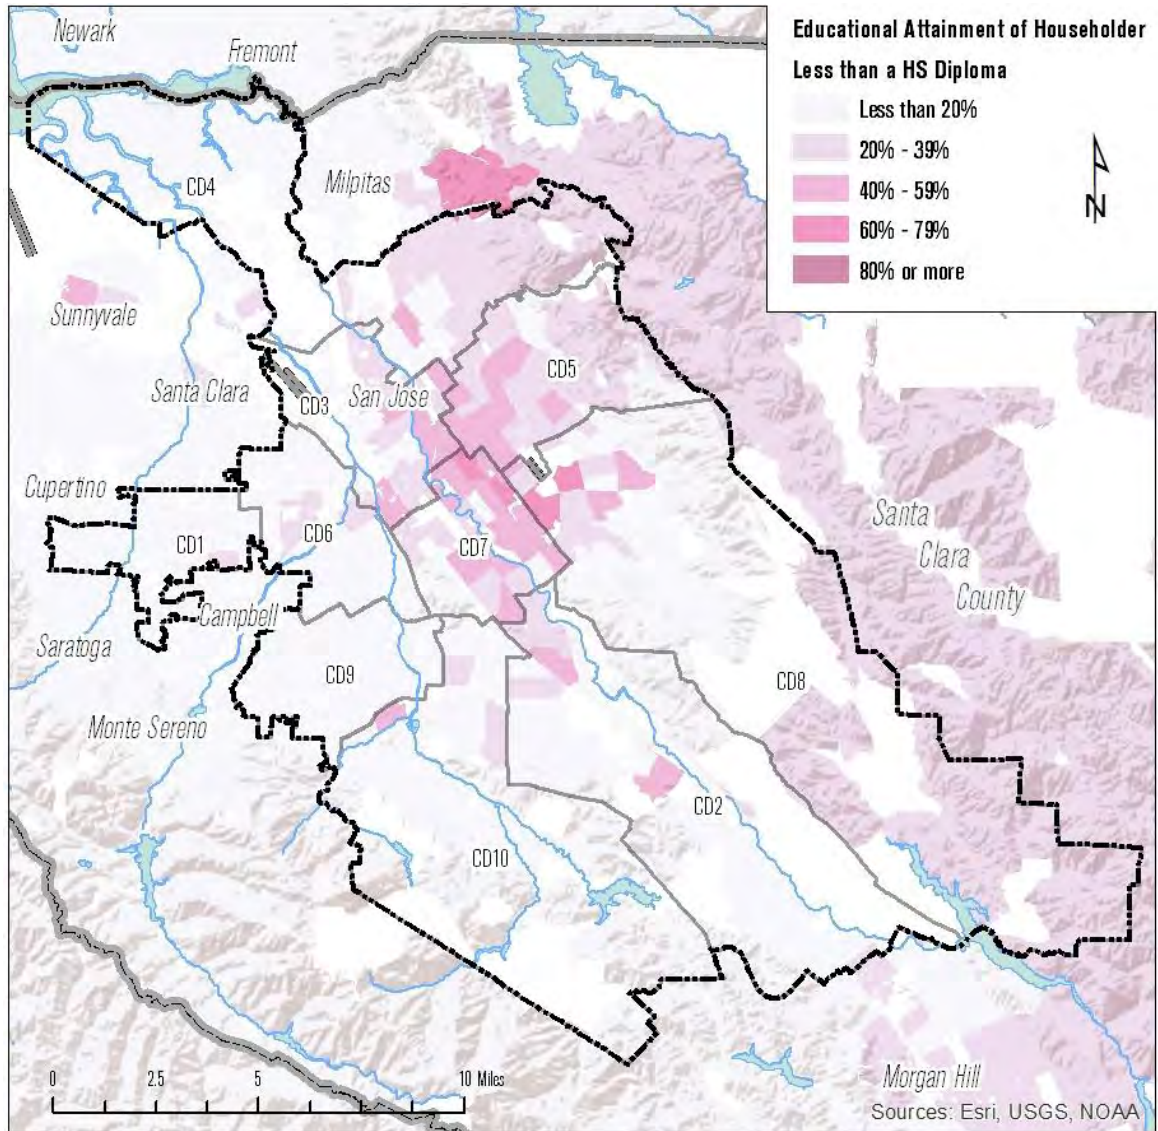 Newark
Fremont
Educational Attainment of Householder
Less than a HS Diploma
Less than 20%
20% - 39%
40% - 59%
60% - 79%
80% or more
N
CD4
Milpitas
Sunnyvale
Santa Clara
CD3
San Jose
CD5
Cupertino
CD1
CD6
CD7
Santa
Clara
County
Campbell
Saratoga
CD9
CD8
Monte Sereno
CD2
CD10
0 2.5 5 10 Miles
Morgan Hill
Sources: Esri, USGS, NOAA